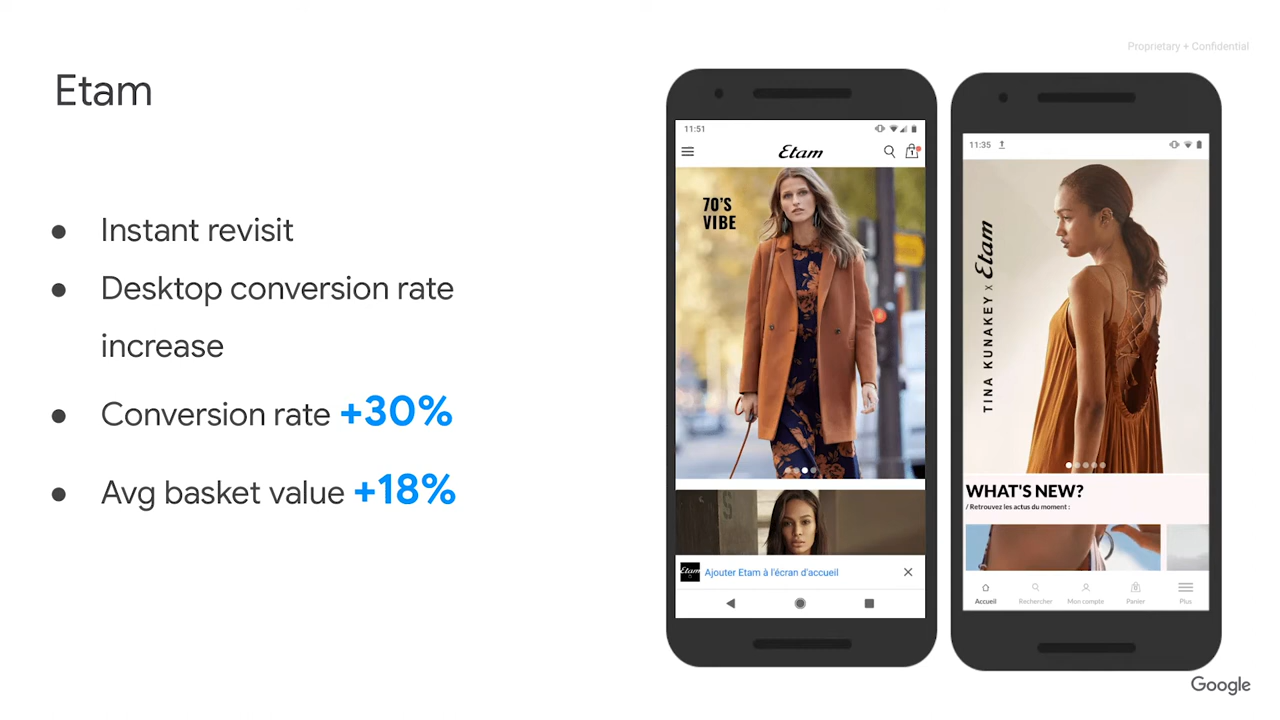 Proprietary + Confidential
Etam
Instant revisit
Desktop conversion rate
increase
Conversion rate +30%
Avg basket value +18%
11:51
Etam
1
70'S
VIBE
Etam
Ajouter Etam à l'écran d'accueil
11:35
TINA KUNAKEY x Etam
WHAT'S NEW?
/ Retrouvez les actus du moment :
Accueil
Rechercher
Mon compte
Panier
Plus
Google